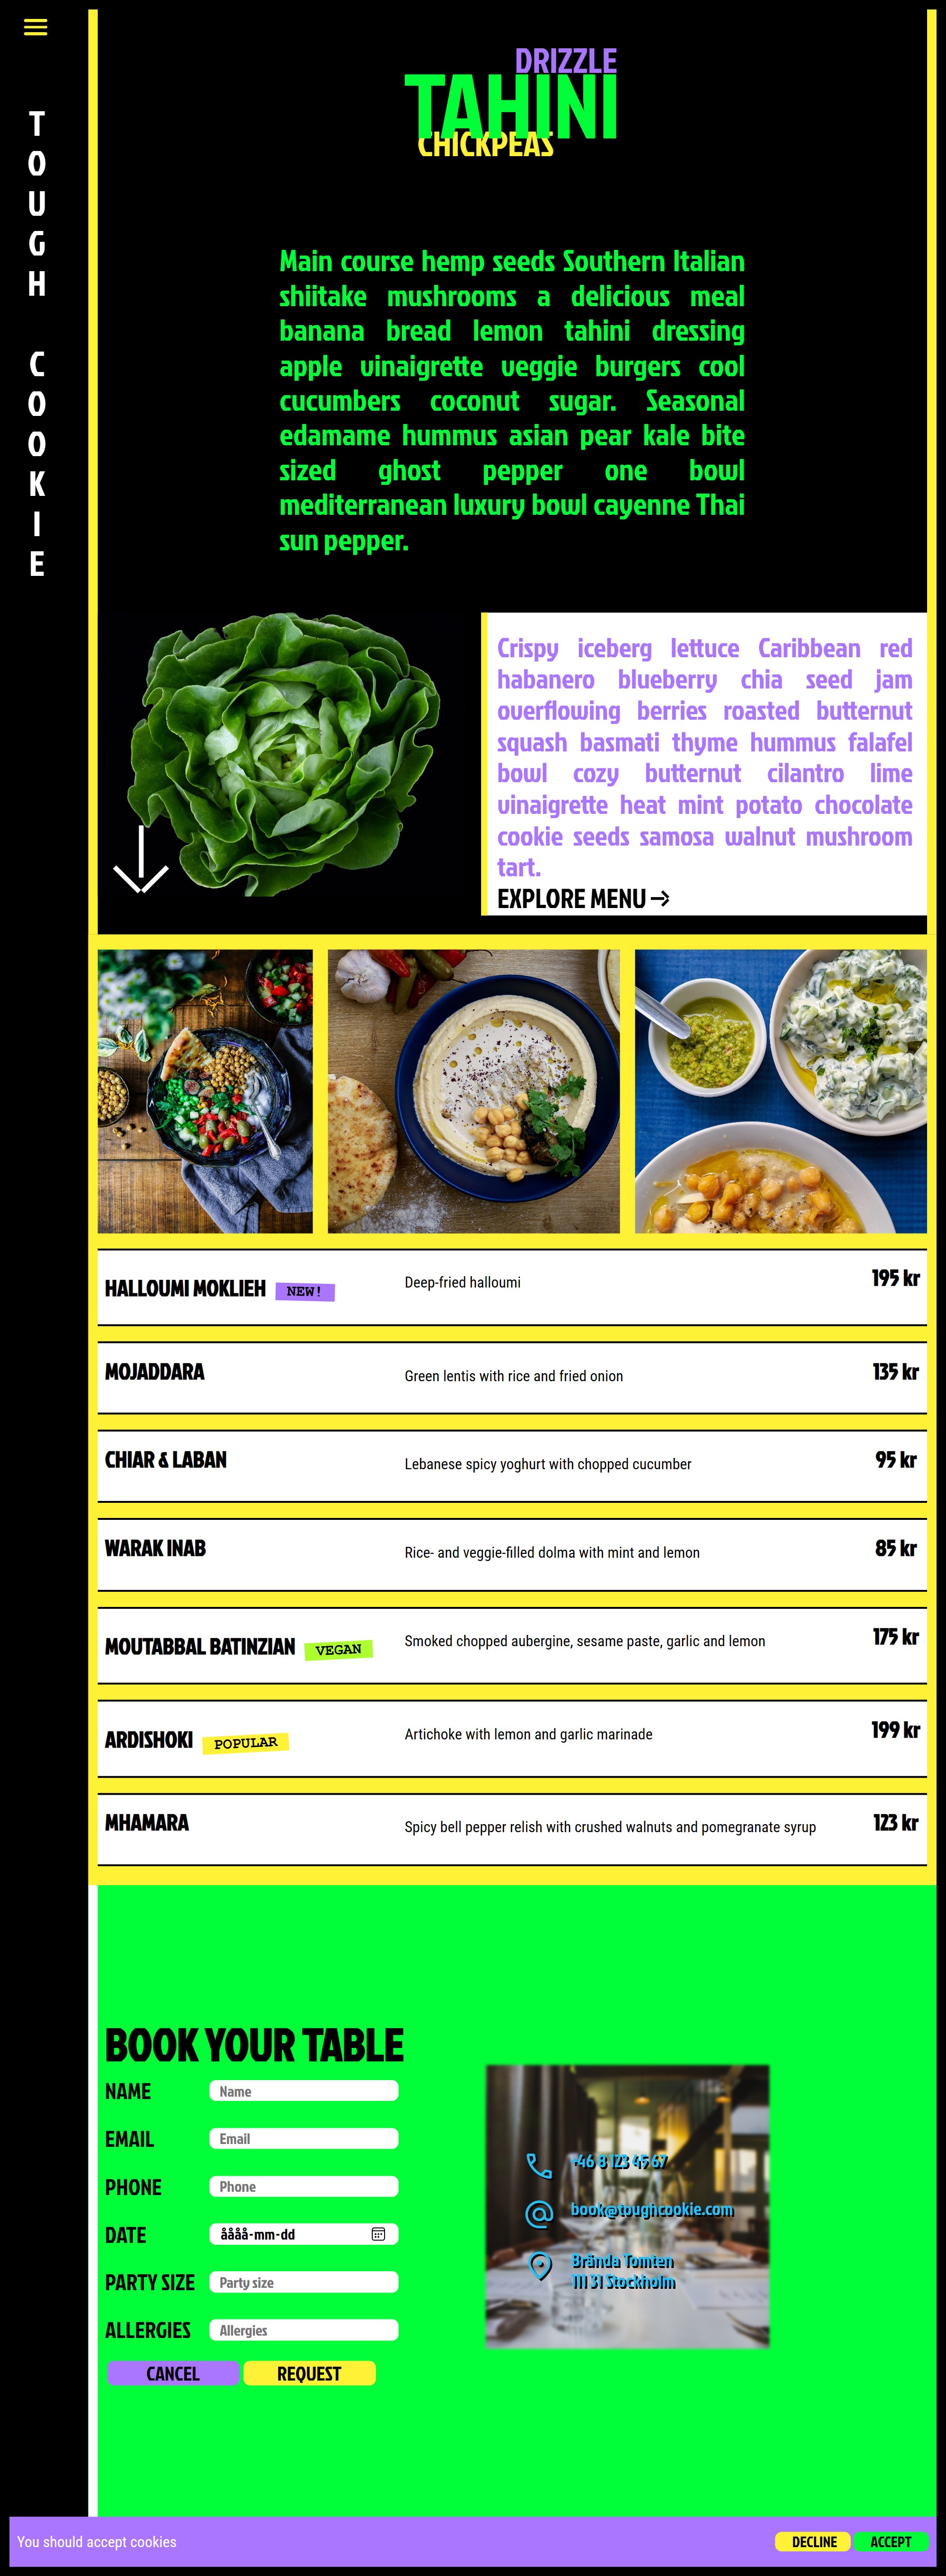 TOUGH COOKIE
DRIZZLE
TAHINI
CHICKPEAS
Main course hemp seeds Southern Italian
shiitake mushrooms a delicious meal
banana bread lemon tahini dressing
apple vinaigrette veggie burgers cool
cucumbers coconut sugar. Seasonal
edamame hummus asian pear kale bite
sized ghost pepper one bowl
mediterranean luxury bowl cayenne Thai
sun pepper.
Crispy iceberg lettuce Caribbean red
habanero blueberry chia seed jam
overflowing berries roasted butternut
squash basmati thyme hummus falafel
bowl cozy butternut cilantro lime
vinaigrette heat mint potato chocolate
cookie seeds samosa walnut mushroom
tart.
EXPLORE MENU
HALLOUMI MOKLIEH NEW! Deep-fried halloumi 195 kr
MOJADDARA Green lentis with rice and fried onion 135 kr
CHIAR & LABAN Lebanese spicy yoghurt with chopped cucumber 95 kr
WARAK INAB Rice- and veggie-filled dolma with mint and lemon 85 kr
MOUTABBAL BATINZIAN VEGAN Smoked chopped aubergine, sesame paste, garlic and lemon 175 kr
ARDISHOKI POPULAR Artichoke with lemon and garlic marinade 199 kr
MHAMARA Spicy bell pepper relish with crushed walnuts and pomegranate syrup 123 kr
BOOK YOUR TABLE
NAME Name
EMAIL Email
PHONE Phone
DATE åååå-mm-dd
PARTY SIZE Party size
ALLERGIES Allergies
CANCEL REQUEST
+46 8 123 45 67
book@toughcookie.com
Brända Tomten
111 31 Stockholm
You should accept cookies DECLINE ACCEPT